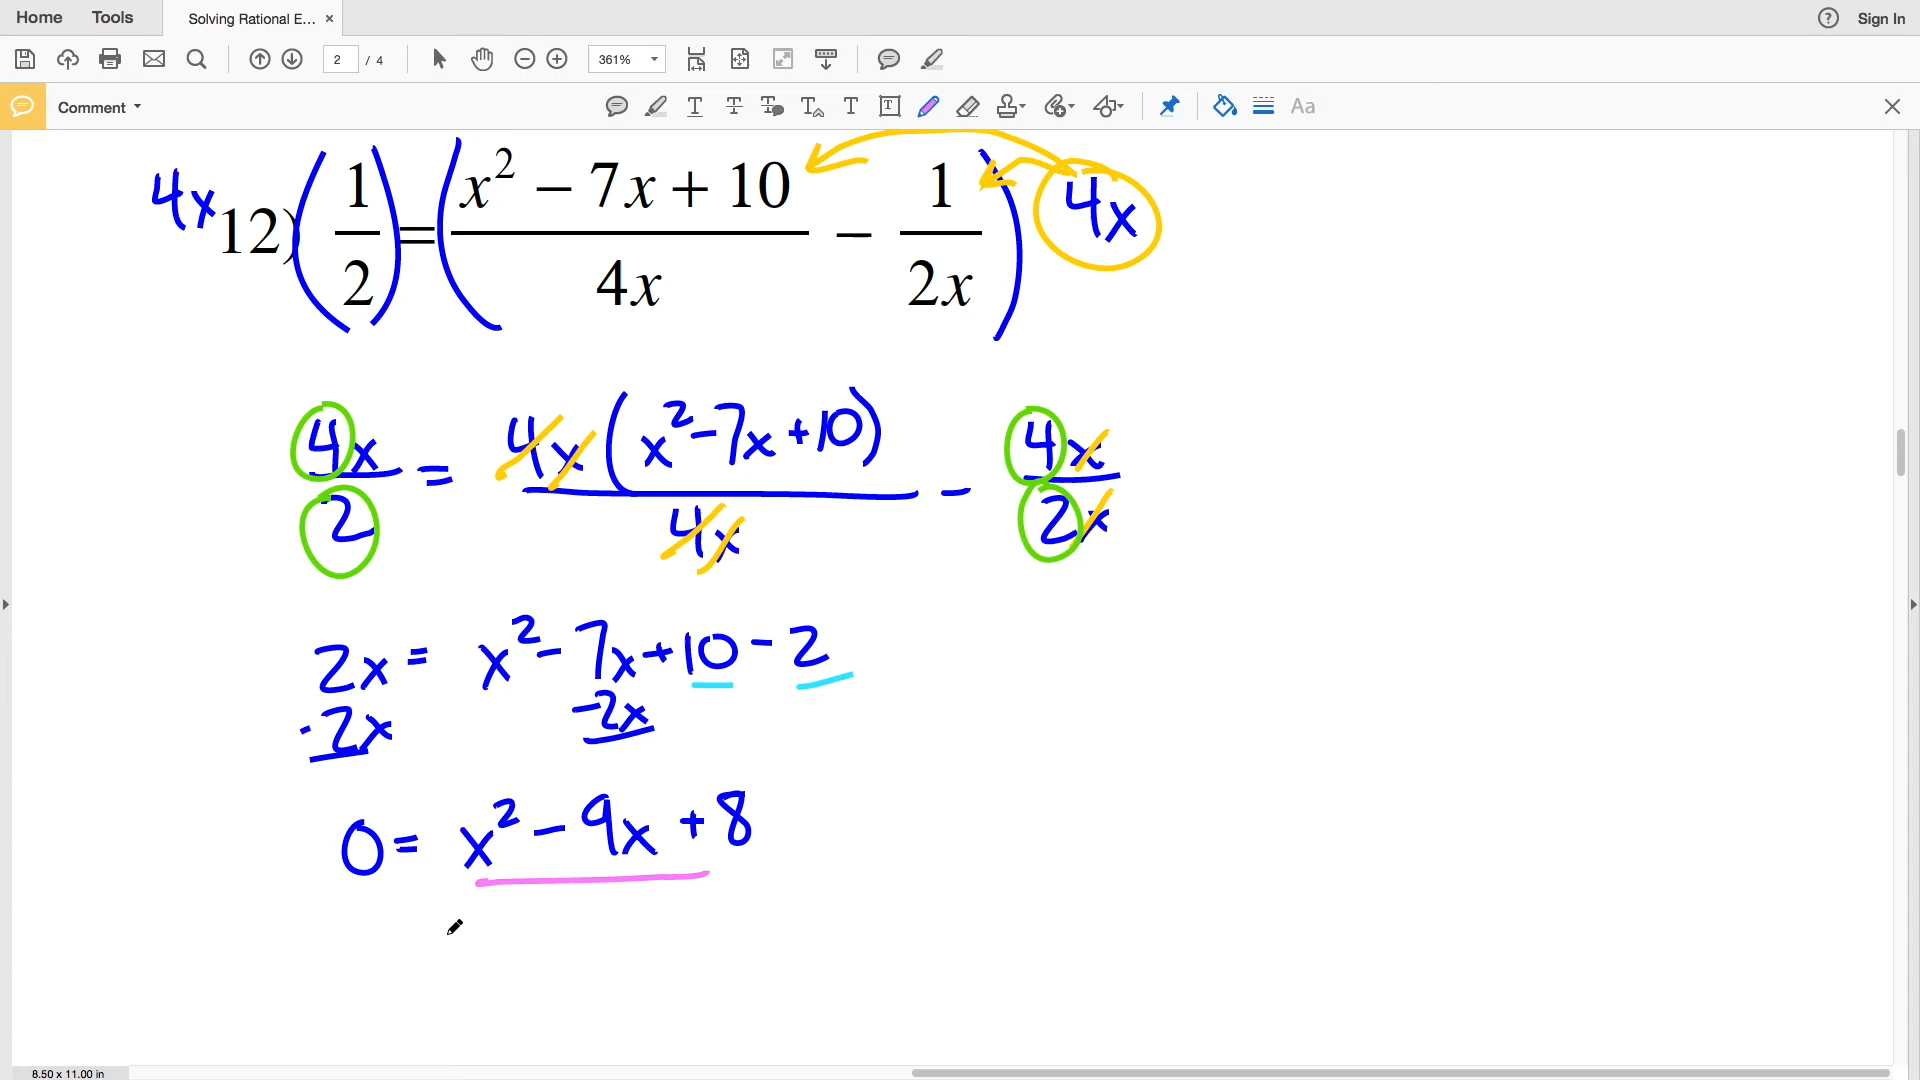 Home Tools Solving Rational E... × ? Sign In
2 / 4 361%
Comment T T T T T T Aa
4x 12) ( 1/2 ) = ( x² − 7x + 10 / 4x − 1/2x ) 4x
4x/2 = 4x(x²-7x+10)/4x - 4x/2x
2x = x² - 7x + 10 - 2
-2x -2x
0 = x² - 9x + 8
8.50 x 11.00 in